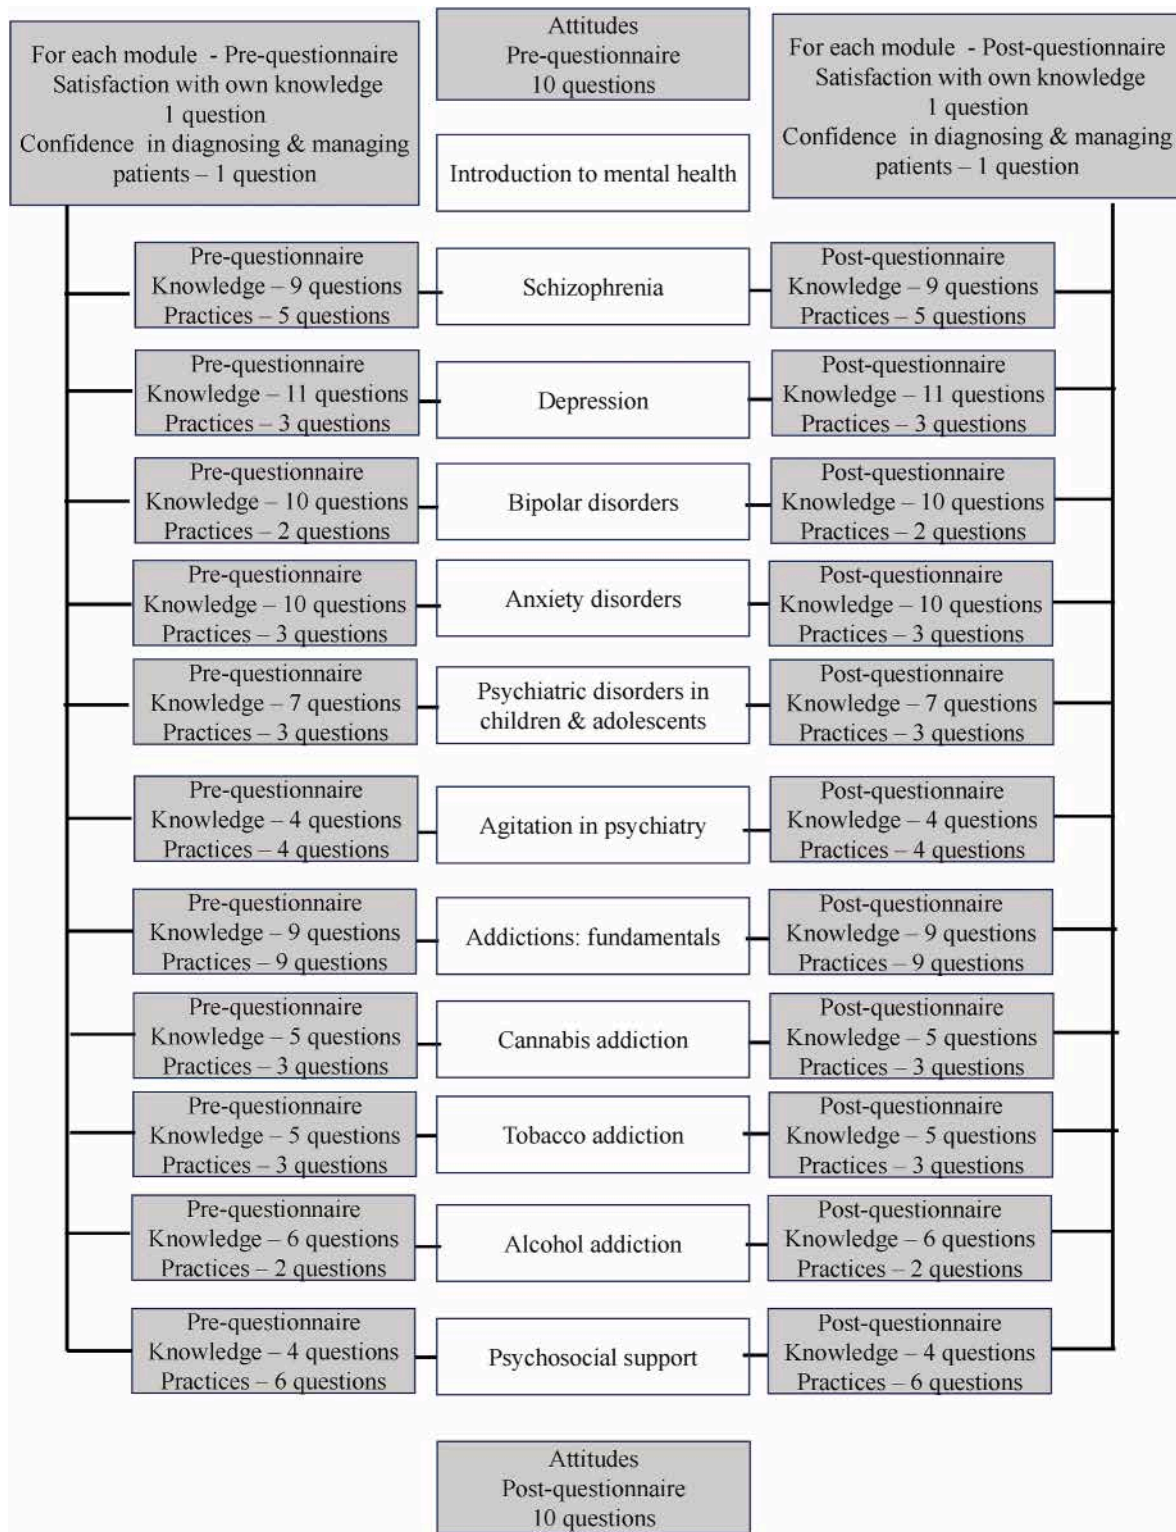 For each module - Pre-questionnaire
Satisfaction with own knowledge
1 question
Confidence in diagnosing & managing
patients – 1 question
Attitudes
Pre-questionnaire
10 questions
For each module - Post-questionnaire
Satisfaction with own knowledge
1 question
Confidence in diagnosing & managing
patients – 1 question
Introduction to mental health
Pre-questionnaire
Knowledge – 9 questions
Practices – 5 questions
Schizophrenia
Post-questionnaire
Knowledge – 9 questions
Practices – 5 questions
Pre-questionnaire
Knowledge – 11 questions
Practices – 3 questions
Depression
Post-questionnaire
Knowledge – 11 questions
Practices – 3 questions
Pre-questionnaire
Knowledge – 10 questions
Practices – 2 questions
Bipolar disorders
Post-questionnaire
Knowledge – 10 questions
Practices – 2 questions
Pre-questionnaire
Knowledge – 10 questions
Practices – 3 questions
Anxiety disorders
Post-questionnaire
Knowledge – 10 questions
Practices – 3 questions
Pre-questionnaire
Knowledge – 7 questions
Practices – 3 questions
Psychiatric disorders in
children & adolescents
Post-questionnaire
Knowledge – 7 questions
Practices – 3 questions
Pre-questionnaire
Knowledge – 4 questions
Practices – 4 questions
Agitation in psychiatry
Post-questionnaire
Knowledge – 4 questions
Practices – 4 questions
Pre-questionnaire
Knowledge – 9 questions
Practices – 9 questions
Addictions: fundamentals
Post-questionnaire
Knowledge – 9 questions
Practices – 9 questions
Pre-questionnaire
Knowledge – 5 questions
Practices – 3 questions
Cannabis addiction
Post-questionnaire
Knowledge – 5 questions
Practices – 3 questions
Pre-questionnaire
Knowledge – 5 questions
Practices – 3 questions
Tobacco addiction
Post-questionnaire
Knowledge – 5 questions
Practices – 3 questions
Pre-questionnaire
Knowledge – 6 questions
Practices – 2 questions
Alcohol addiction
Post-questionnaire
Knowledge – 6 questions
Practices – 2 questions
Pre-questionnaire
Knowledge – 4 questions
Practices – 6 questions
Psychosocial support
Post-questionnaire
Knowledge – 4 questions
Practices – 6 questions
Attitudes
Post-questionnaire
10 questions